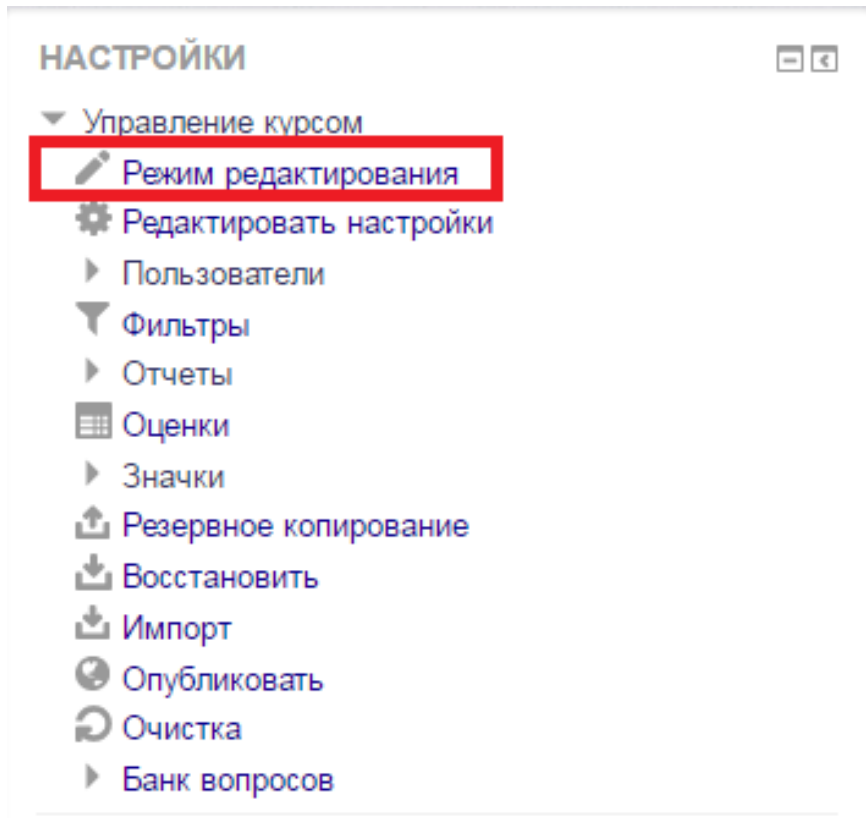 НАСТРОЙКИ
Управление курсом
Режим редактирования
Редактировать настройки
Пользователи
Фильтры
Отчеты
Оценки
Значки
Резервное копирование
Восстановить
Импорт
Опубликовать
Очистка
Банк вопросов